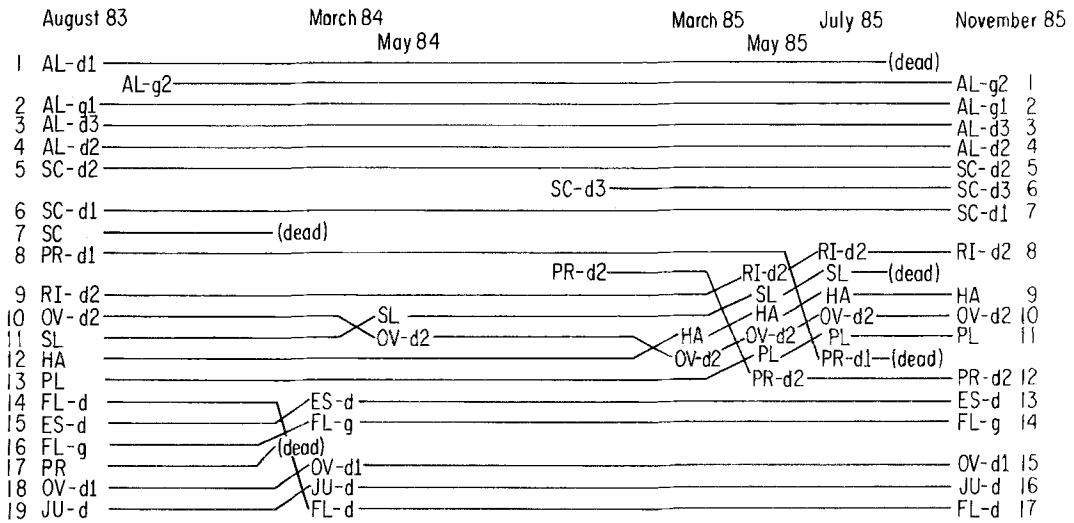 August 83 March 84 March 85 July 85 November 85
May 84 May 85
1 AL-d1 (dead)
AL-g2 AL-g2 1
2 AL-g1 AL-g1 2
3 AL-d3 AL-d3 3
4 AL-d2 AL-d2 4
5 SC-d2 SC-d2 5
SC-d3 SC-d3 6
6 SC-d1 SC-d1 7
7 SC (dead)
8 PR-d1 RI-d2 RI-d2 8
PR-d2 RI-d2 SL (dead)
9 RI-d2 SL HA HA 9
10 OV-d2 SL HA OV-d2 OV-d2 10
11 SL OV-d2 HA OV-d2 PL PL 11
12 HA OV-d2 PL PR-d1 (dead)
13 PL PR-d2 PR-d2 12
14 FL-d ES-d ES-d 13
15 ES-d FL-g FL-g 14
16 FL-g (dead)
17 PR OV-d1 OV-d1 15
18 OV-d1 JU-d JU-d 16
19 JU-d FL-d FL-d 17